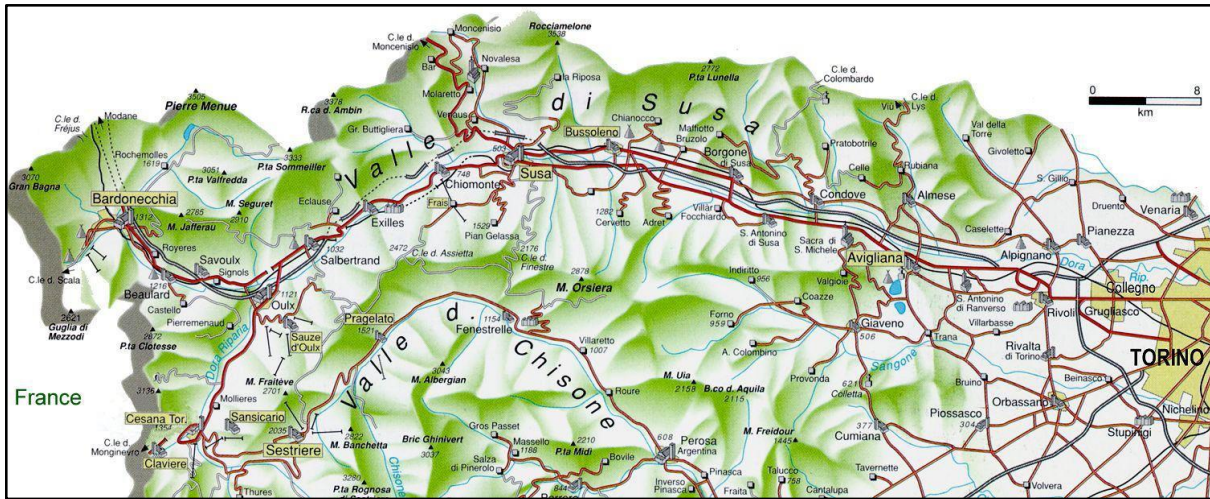 Rocciamelone
3538
C.le d.
Moncenisio
Moncenisio
Bar
Novalesa
Molaretto
Venaus
la Riposa
2772
P.ta Lunella
C.le d.
Colombardo
0
8
km
3505
Pierre Menue
3378
R.ca d. Ambin
Gr. Buttigliera
Valle di Susa
Chianocco
Bussoleno
Malfiotto
Bruzolo
Borgone
di Susa
Pratobotrile
Viù
C.le d.
Lys
Val della
Torre
Givoletto
C.le d.
Fréjus
Modane
Rochemolles
1619
3333
P.ta Sommeiller
3051
P.ta Valfredda
3070
Gran Bagna
503
Susa
748
Chiomonte
Celle
Rubiana
Condove
Almese
S. Gillio
Druento
Venaria
Bardonecchia
1312
2785
M. Jafferau
M. Seguret
2910
Eclause
Exilles
Frais
1529
Pian Gelassa
1282
Cervetto
Adret
Villar
Focchiardo
S. Antonino
di Susa
Sacra di
S. Michele
Caselette
Alpignano
Pianezza
Royeres
Savoulx
Signols
1032
Salbertrand
2472
C.le d. Assietta
2176
C.le d.
Finestre
2878
M. Orsiera
Indiritto
956
Valgioie
Avigliana
Dora
Rip.
C.le d. Scala
Beaulard
1216
Castello
Oulx
1121
Coazze
S. Antonino
di Ranverso
Rivoli
Collegno
Grugliasco
2621
Guglia di
Mezzodi
Pierremenaud
2672
P.ta Clotesse
Sauze
d'Oulx
Pragelato
1521
1154
Fenestrelle
Forno
959
Giaveno
506
Trana
Villarbasse
TORINO
Dora Riparia
Valle d. Chisone
Villaretto
1007
A. Colombino
Sangone
Rivalta
di Torino
3136
M. Fraitève
2701
3043
M. Albergian
Roure
M. Uia
2158
B.co d. Aquila
2115
Provonda
621
Colletta
Bruino
Beinasco
France
Mollieres
Orbassano
Nichelino
Cesana Tor.
1354
Sansicario
2035
Sestriere
2822
M. Banchetta
Bric Ghinivert
3037
Gros Passet
Massello
1188
2210
P.ta Midi
608
Perosa
Argentina
M. Freidour
1445
377
Cumiana
Piossasco
304
Stupinigi
C.le d.
Monginevro
Claviere
Thures
3280
P.ta Rognosa
Chisone
Salza
di Pinerolo
Bovile
844
Inverso
Pinasca
Pinasca
Talucco
758
Fraita
Cantalupa
Tavernette
Volvera